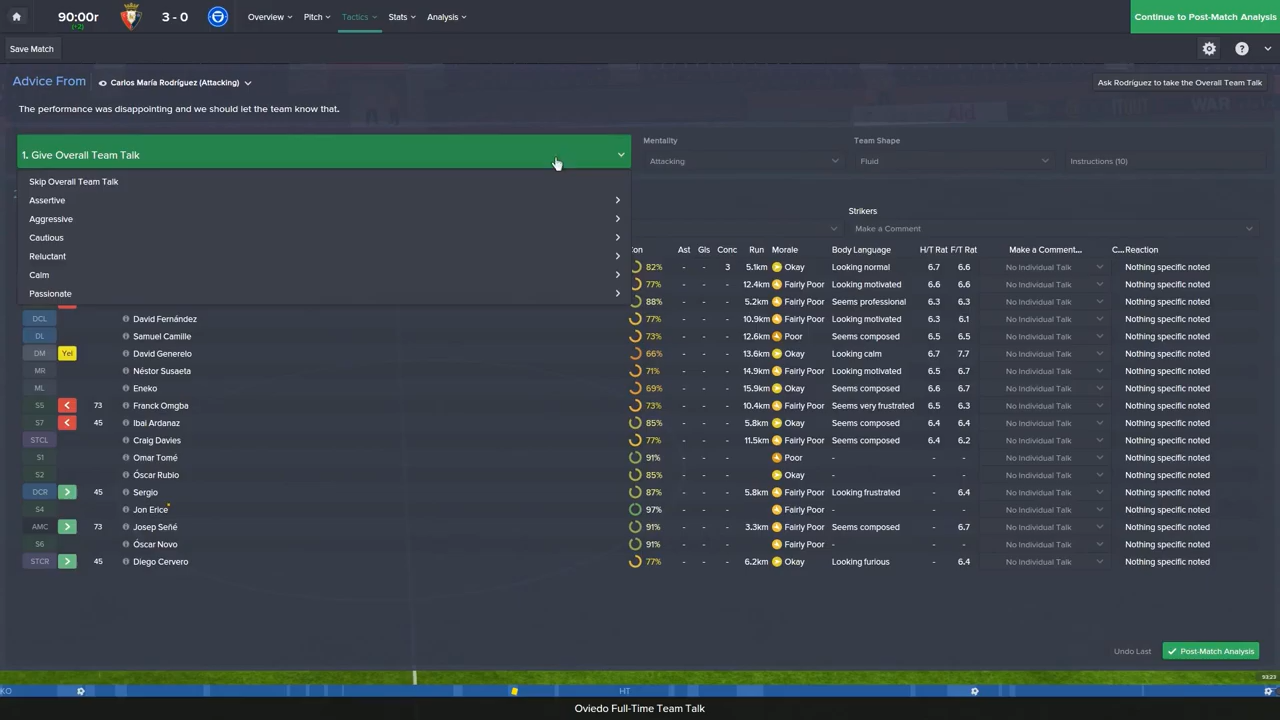 90:00r
(+2)
3 - 0
Overview
Pitch
Tactics
Stats
Analysis
Continue to Post-Match Analysis
Save Match
Advice From
Carlos María Rodríguez (Attacking)
Ask Rodríguez to take the Overall Team Talk
The performance was disappointing and we should let the team know that.
1. Give Overall Team Talk
Mentality
Attacking
Team Shape
Fluid
Instructions (10)
Skip Overall Team Talk
Assertive
Aggressive
Cautious
Reluctant
Calm
Passionate
Strikers
Make a Comment
Con Ast Gls Conc Run Morale Body Language H/T Rat F/T Rat Make a Comment... C... Reaction
82% - - 3 5.1km Okay Looking normal 6.7 6.6 No Individual Talk Nothing specific noted
77% - - - 12.4km Fairly Poor Looking motivated 6.6 6.6 No Individual Talk Nothing specific noted
88% - - - 5.2km Fairly Poor Seems professional 6.3 6.3 No Individual Talk Nothing specific noted
DCL David Fernández 77% - - - 10.9km Fairly Poor Looking motivated 6.3 6.1 No Individual Talk Nothing specific noted
DL Samuel Camille 73% - - - 12.6km Poor Seems composed 6.5 6.5 No Individual Talk Nothing specific noted
DM Yel David Generelo 66% - - - 13.6km Okay Looking calm 6.7 7.7 No Individual Talk Nothing specific noted
MR Néstor Susaeta 71% - - - 14.9km Fairly Poor Looking motivated 6.5 6.7 No Individual Talk Nothing specific noted
ML Eneko 69% - - - 15.9km Okay Seems composed 6.6 6.7 No Individual Talk Nothing specific noted
S5 73 Franck Omgba 73% - - - 10.4km Fairly Poor Seems very frustrated 6.5 6.3 No Individual Talk Nothing specific noted
S7 45 Ibai Ardanaz 85% - - - 5.8km Okay Seems composed 6.4 6.4 No Individual Talk Nothing specific noted
STCL Craig Davies 77% - - - 11.5km Fairly Poor Seems composed 6.4 6.2 No Individual Talk Nothing specific noted
S1 Omar Tomé 91% - - - Poor - - - No Individual Talk Nothing specific noted
S2 Óscar Rubio 85% - - - Okay - - - No Individual Talk Nothing specific noted
DCR 45 Sergio 87% - - - 5.8km Fairly Poor Looking frustrated - 6.4 No Individual Talk Nothing specific noted
S4 Jon Erice 97% - - - Fairly Poor - - - No Individual Talk Nothing specific noted
AMC 73 Josep Señé 91% - - - 3.3km Fairly Poor Seems composed - 6.7 No Individual Talk Nothing specific noted
S6 Óscar Novo 91% - - - Fairly Poor - - - No Individual Talk Nothing specific noted
STCR 45 Diego Cervero 77% - - - 6.2km Okay Looking furious - 6.4 No Individual Talk Nothing specific noted
Undo Last
Post-Match Analysis
93:23
KO
HT
Oviedo Full-Time Team Talk